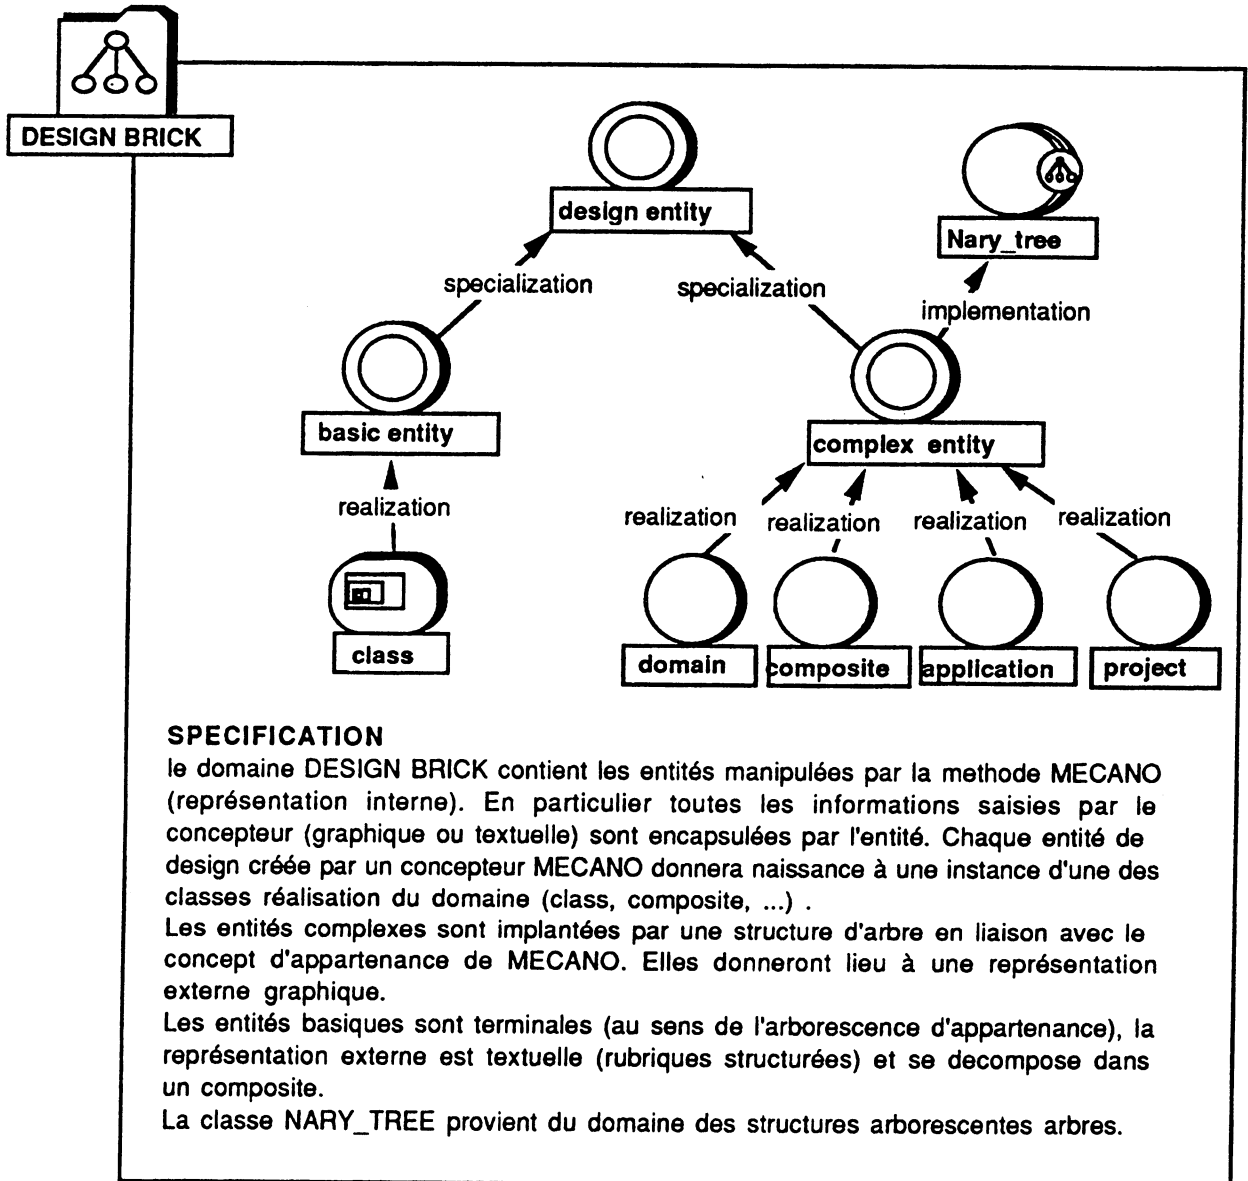 DESIGN BRICK
design entity
Nary_tree
specialization
specialization
implementation
basic entity
complex entity
realization
realization
realization
realization
realization
class
domain
composite
application
project
SPECIFICATION
le domaine DESIGN BRICK contient les entités manipulées par la methode MECANO
(représentation interne). En particulier toutes les informations saisies par le
concepteur (graphique ou textuelle) sont encapsulées par l'entité. Chaque entité de
design créée par un concepteur MECANO donnera naissance à une instance d'une des
classes réalisation du domaine (class, composite, ...) .
Les entités complexes sont implantées par une structure d'arbre en liaison avec le
concept d'appartenance de MECANO. Elles donneront lieu à une représentation
externe graphique.
Les entités basiques sont terminales (au sens de l'arborescence d'appartenance), la
représentation externe est textuelle (rubriques structurées) et se decompose dans
un composite.
La classe NARY_TREE provient du domaine des structures arborescentes arbres.